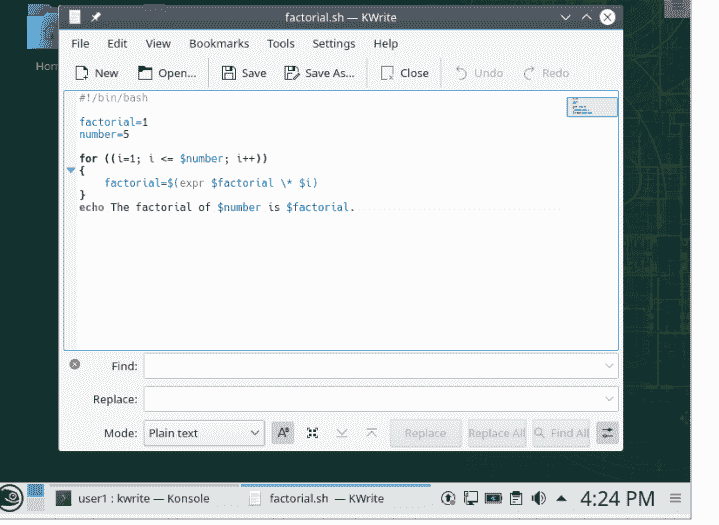 factorial.sh — KWrite
Hom
File Edit View Bookmarks Tools Settings Help
New Open... Save Save As... Close Undo Redo
#!/bin/bash
factorial=1
number=5
for ((i=1; i <= $number; i++))
{
factorial=$(expr $factorial \* $i)
}
echo The factorial of $number is $factorial.
Find:
Replace:
Mode: Plain text Replace Replace All Find All
user1 : kwrite — Konsole factorial.sh — KWrite 4:24 PM